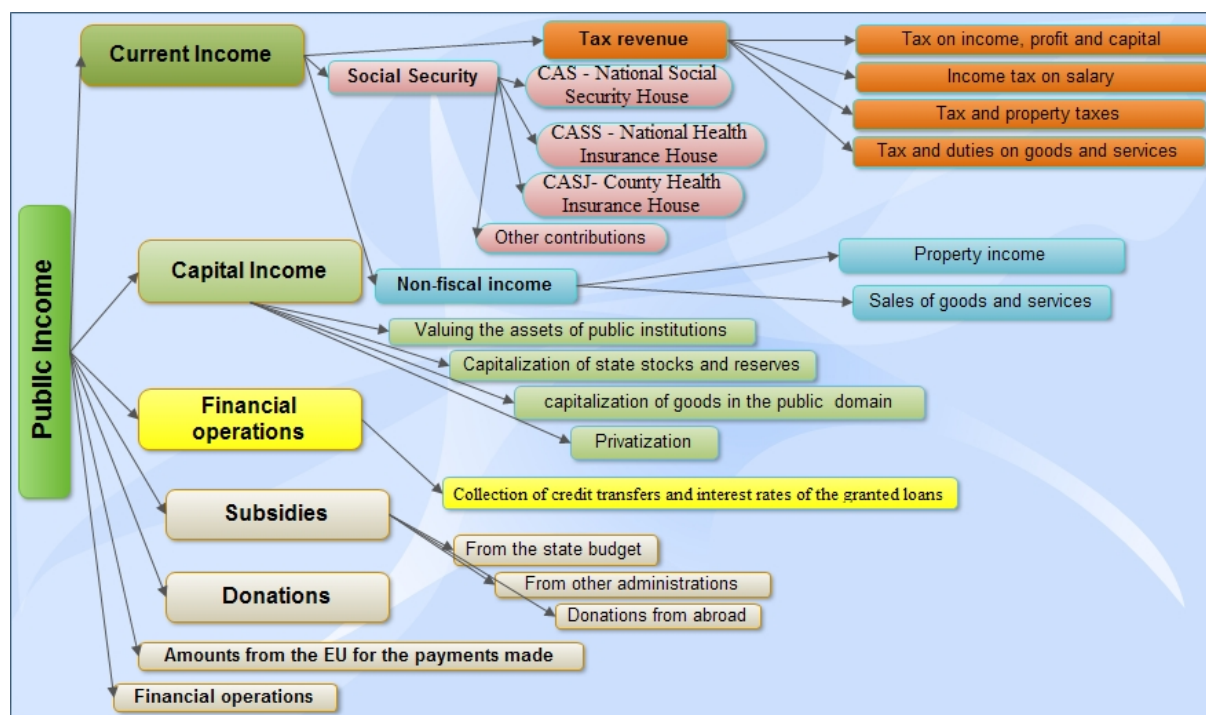 Public Income
Current Income
Tax revenue
Tax on income, profit and capital
Income tax on salary
Tax and property taxes
Tax and duties on goods and services
Social Security
CAS - National Social
Security House
CASS - National Health
Insurance House
CASJ- County Health
Insurance House
Other contributions
Non-fiscal income
Property income
Sales of goods and services
Capital Income
Valuing the assets of public institutions
Capitalization of state stocks and reserves
capitalization of goods in the public domain
Privatization
Financial
operations
Collection of credit transfers and interest rates of the granted loans
Subsidies
From the state budget
From other administrations
Donations from abroad
Donations
Amounts from the EU for the payments made
Financial operations